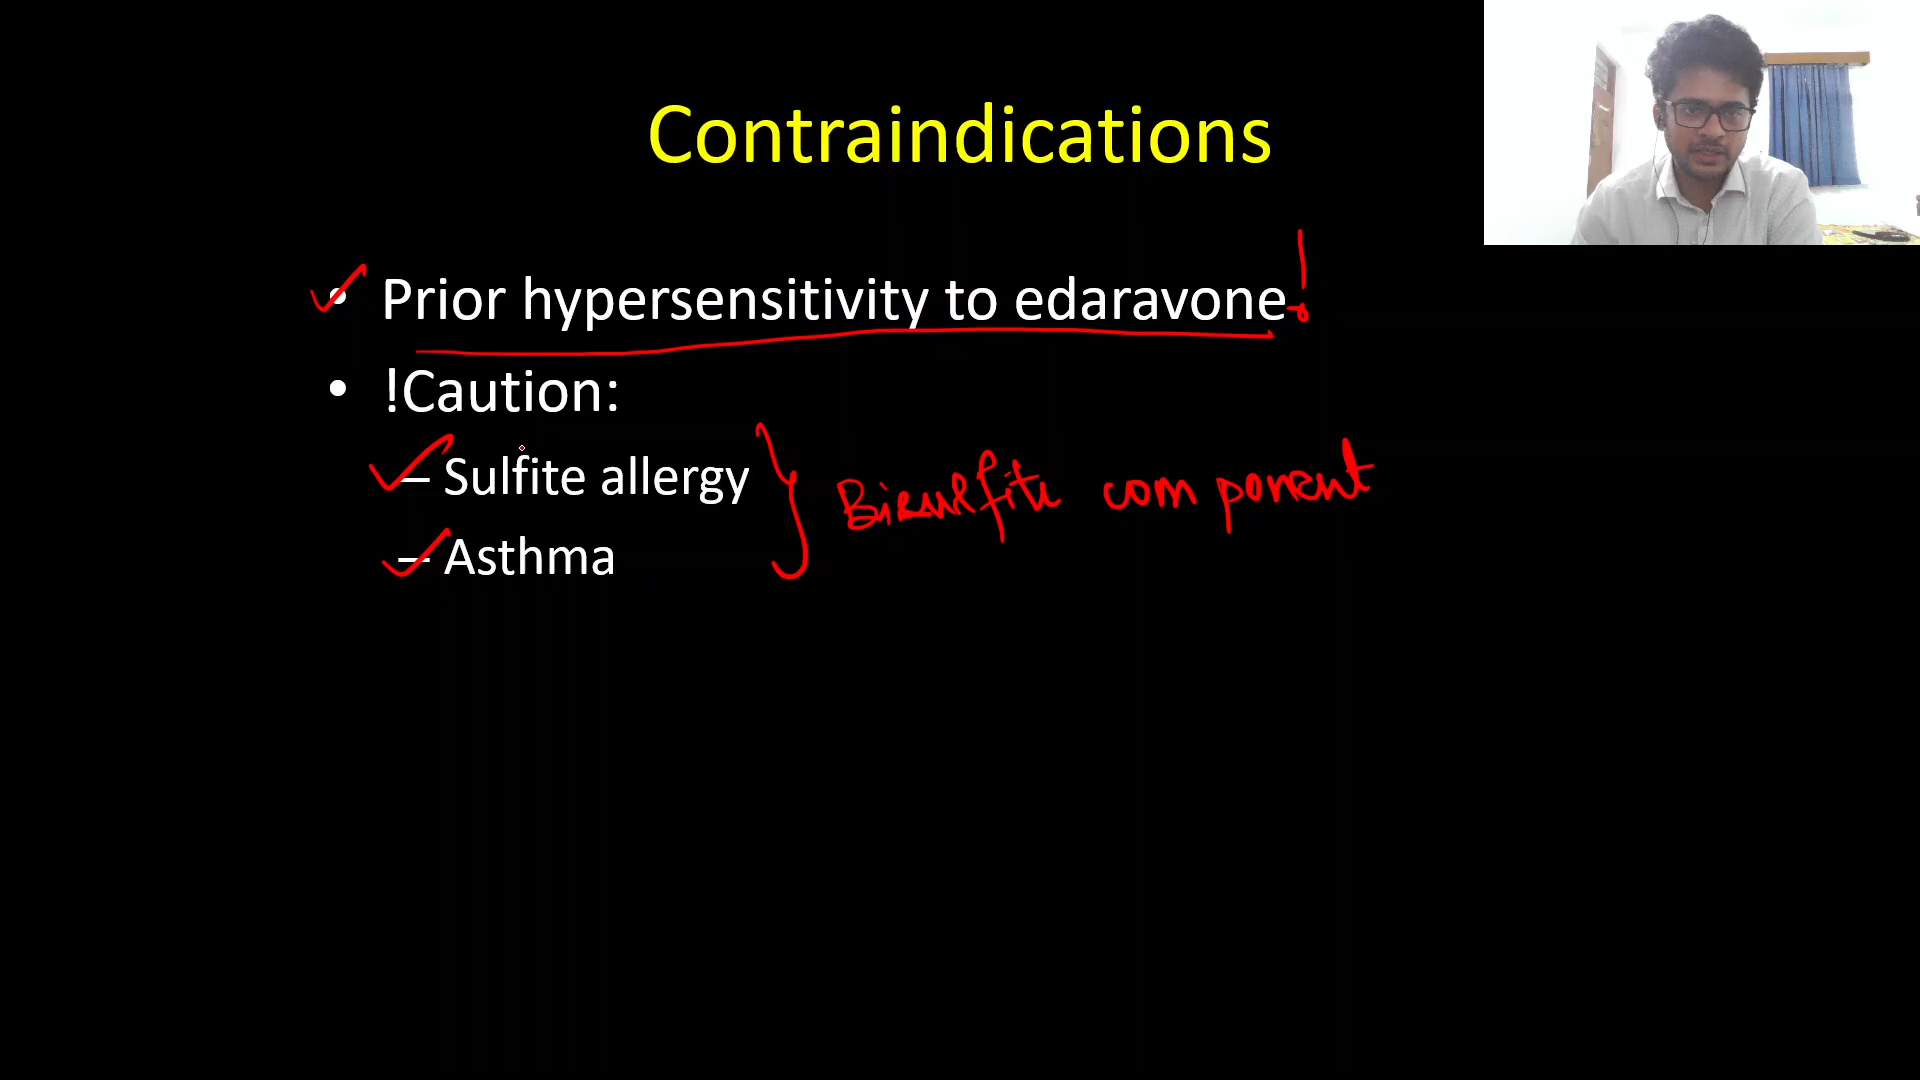 Contraindications
• Prior hypersensitivity to edaravone!
• !Caution:
– Sulfite allergy
– Asthma
Bisulfite component